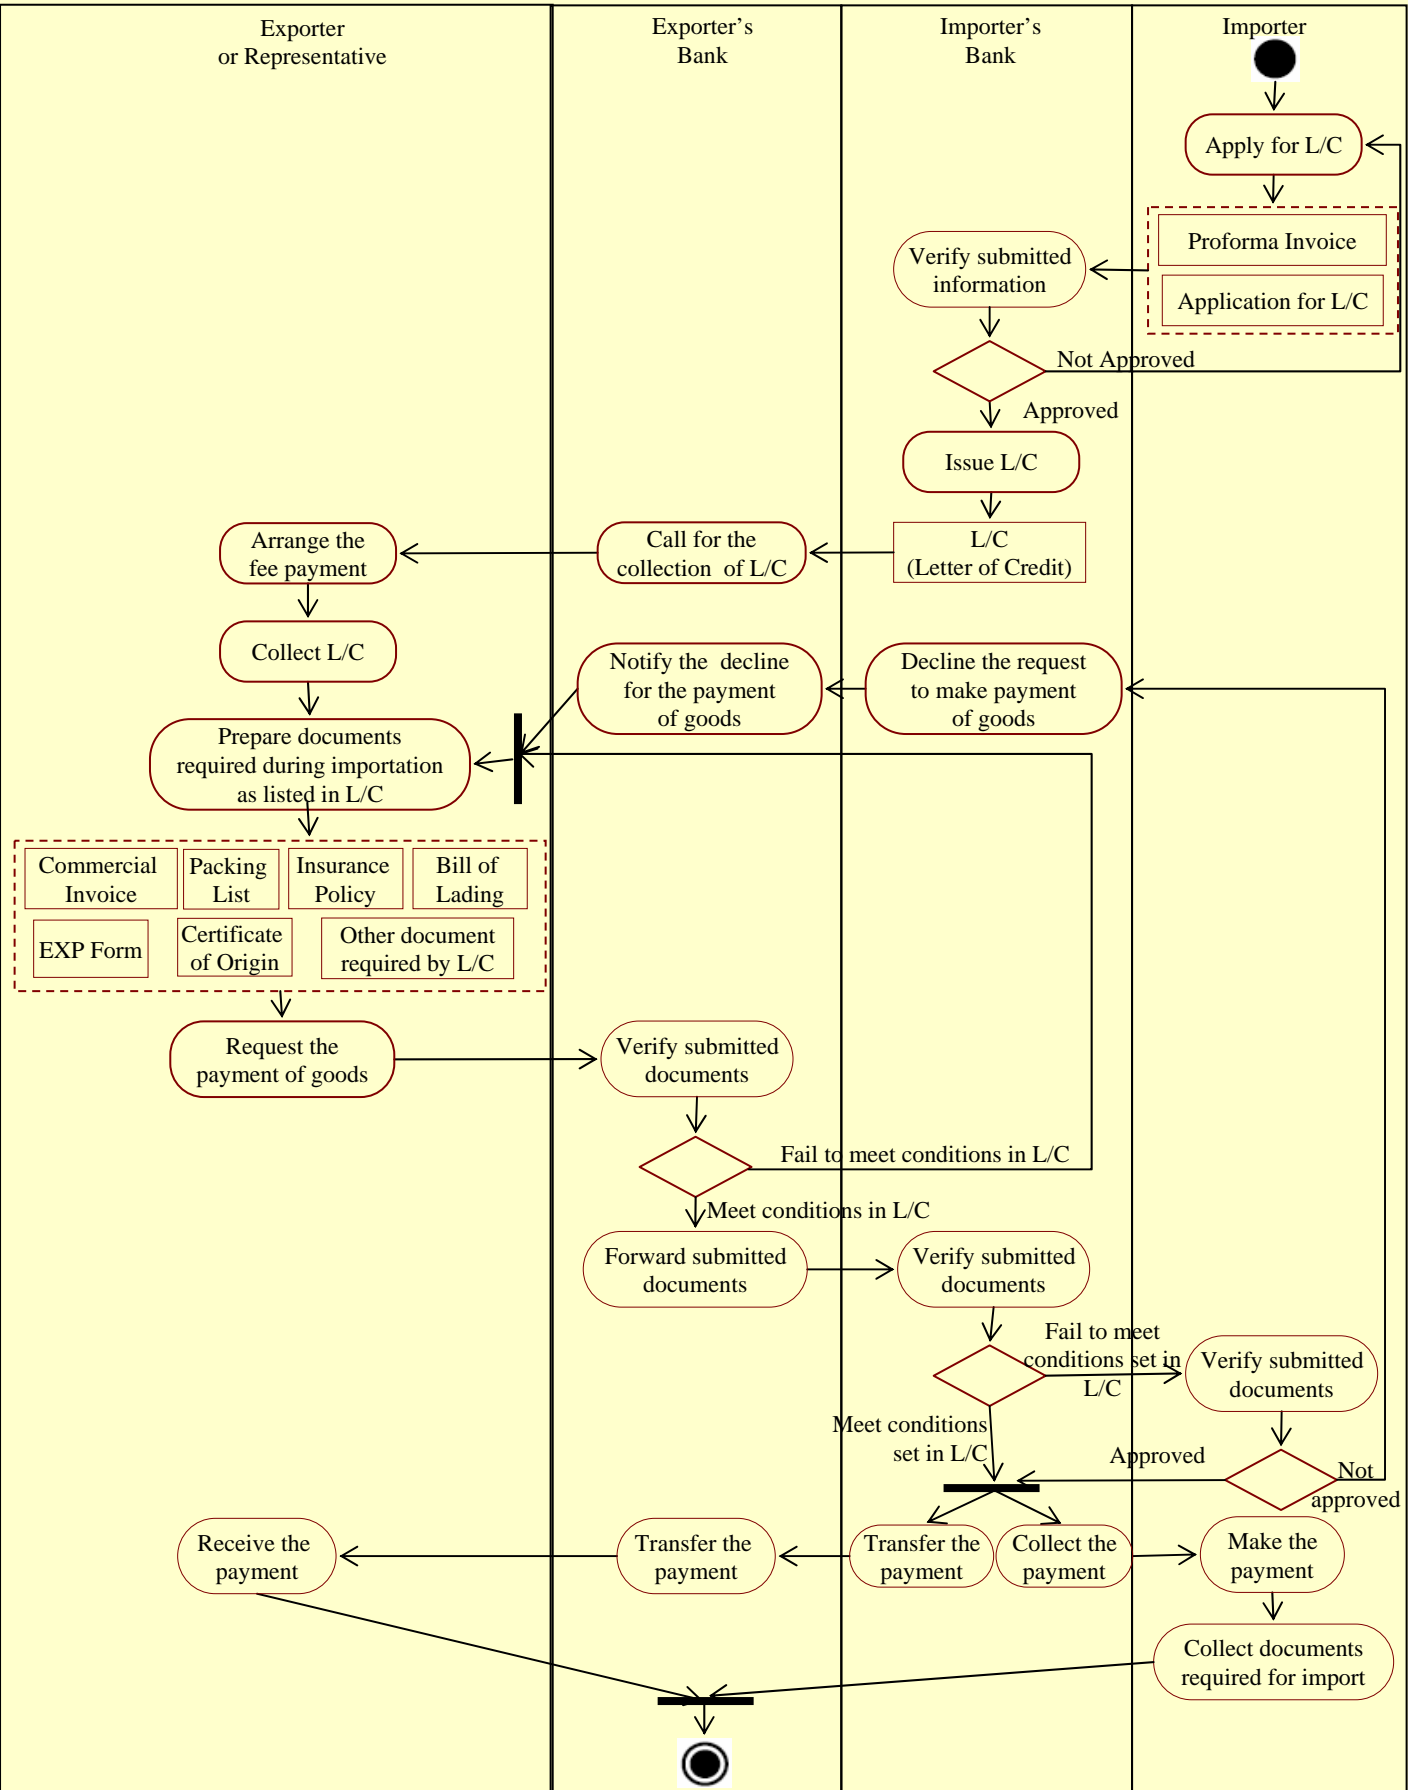 Exporter
or Representative
Exporter’s
Bank
Importer’s
Bank
Importer
Apply for L/C
Proforma Invoice
Application for L/C
Verify submitted
information
Not Approved
Approved
Issue L/C
L/C
(Letter of Credit)
Call for the
collection of L/C
Arrange the
fee payment
Collect L/C
Notify the decline
for the payment
of goods
Decline the request
to make payment
of goods
Prepare documents
required during importation
as listed in L/C
Commercial
Invoice
Packing
List
Insurance
Policy
Bill of
Lading
EXP Form
Certificate
of Origin
Other document
required by L/C
Request the
payment of goods
Verify submitted
documents
Fail to meet conditions in L/C
Meet conditions in L/C
Forward submitted
documents
Verify submitted
documents
Fail to meet
conditions set in
L/C
Verify submitted
documents
Meet conditions
set in L/C
Approved
Not
approved
Receive the
payment
Transfer the
payment
Transfer the
payment
Collect the
payment
Make the
payment
Collect documents
required for import